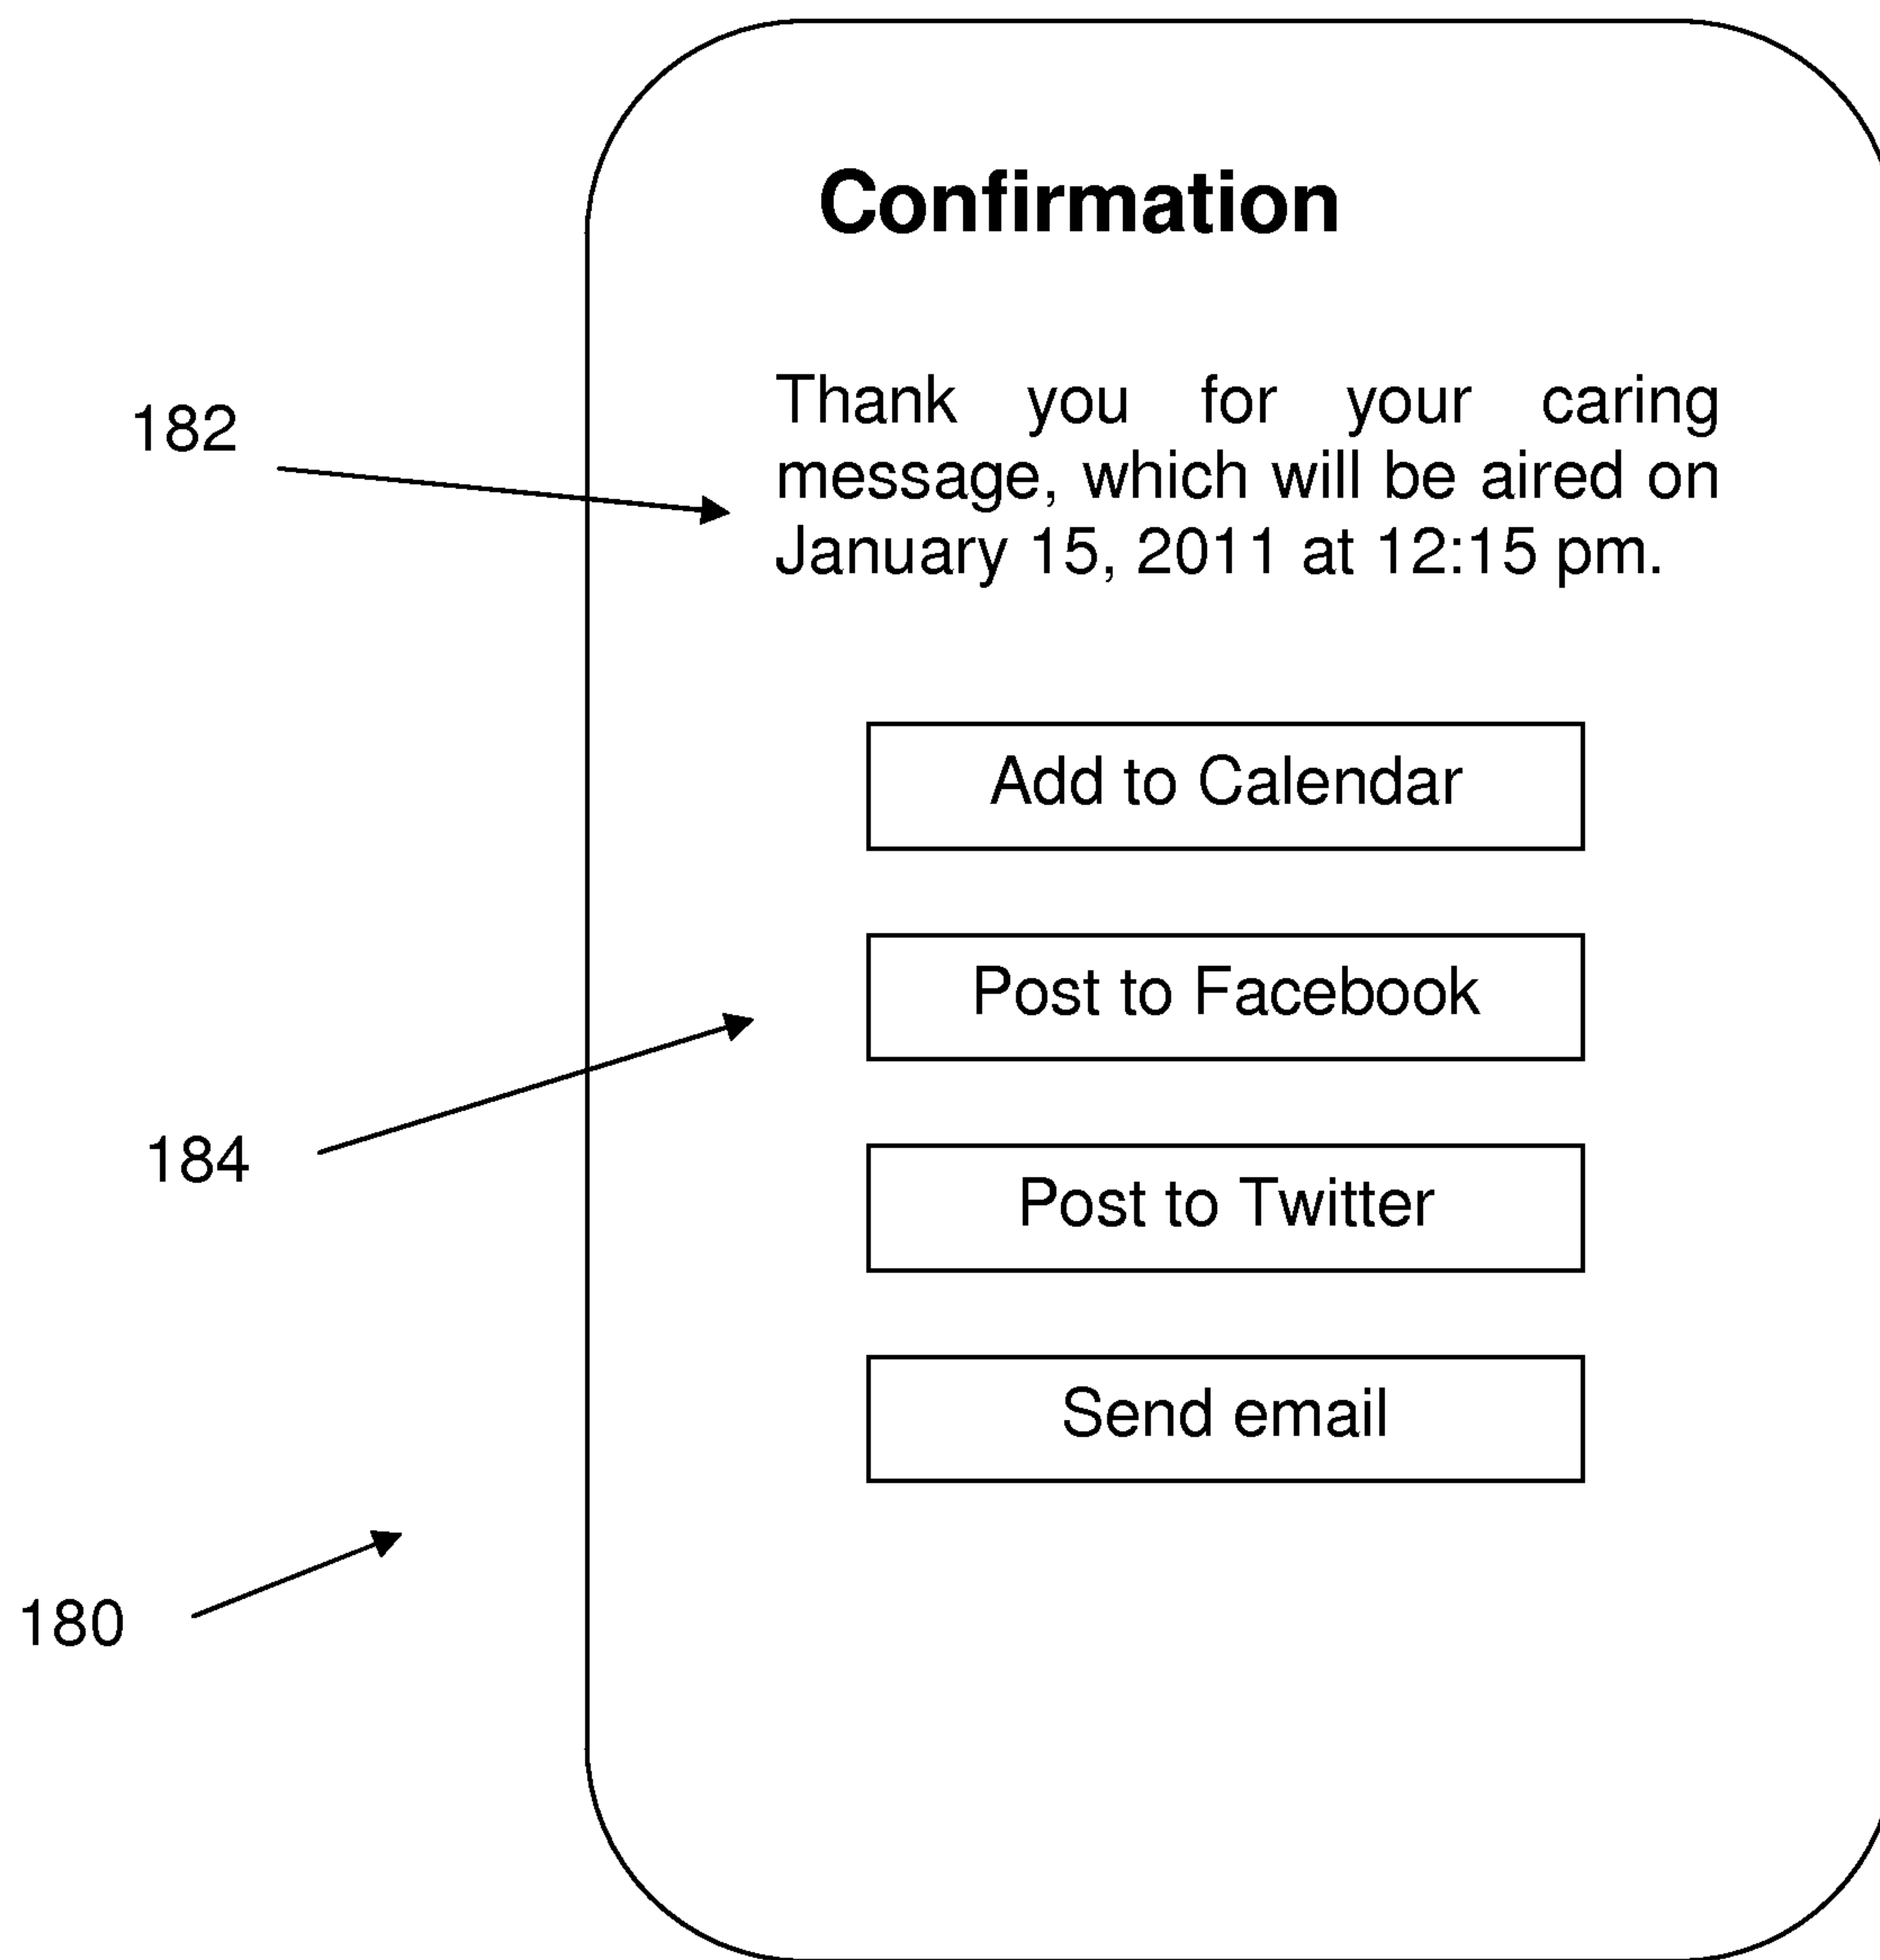 Confirmation
182
Thank you for your caring
message, which will be aired on
January 15, 2011 at 12:15 pm.
Add to Calendar
Post to Facebook
184
Post to Twitter
Send email
180